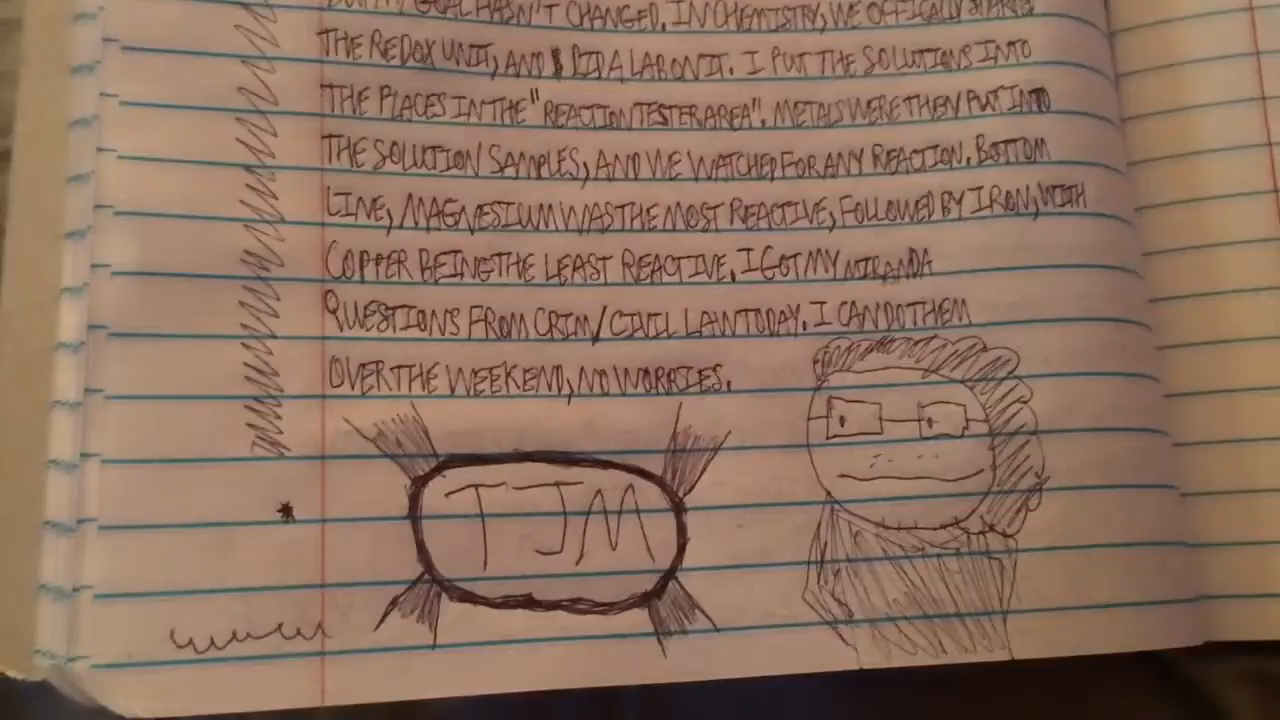 GOAL HASN'T CHANGED. IN CHEMISTRY, WE OFFICALLY STARTED
THE REDOX UNIT, AND DID A LAB ON IT. I PUT THE SOLUTIONS INTO
THE PLACES IN THE "REACTION TESTER AREA". METALS WERE THEN PUT INTO
THE SOLUTION SAMPLES, AND WE WATCHED FOR ANY REACTION. BOTTOM
LINE, MAGNESIUM WAS THE MOST REACTIVE, FOLLOWED BY IRON, WITH
COPPER BEING THE LEAST REACTIVE. I GOT MY MIRANDA
QUESTIONS FROM CRIM/CIVIL LAW TODAY. I CAN DO THEM
OVER THE WEEKEND, NO WORRIES.
TJM